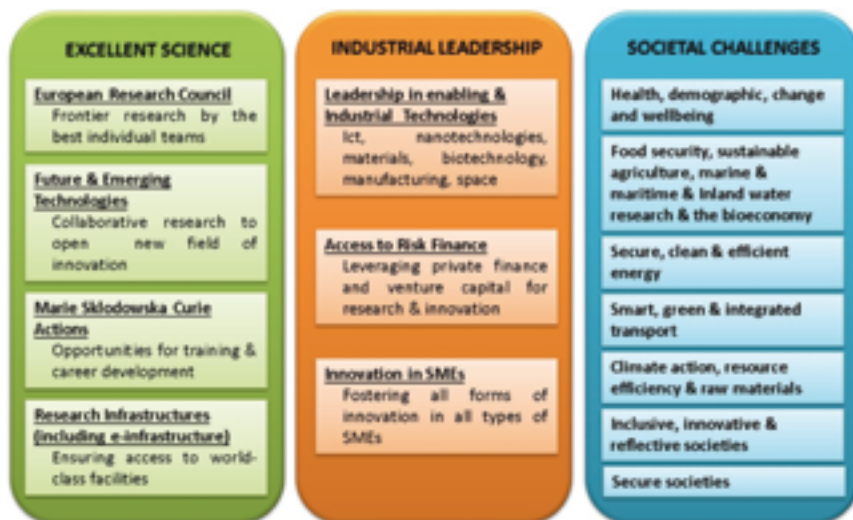 EXCELLENT SCIENCE
European Research Council
Frontier research by the
best individual teams
Future & Emerging
Technologies
Collaborative research to
open new field of
innovation
Marie Sklodowska Curie
Actions
Opportunities for training &
career development
Research Infrastructures
(including e-infrastructure)
Ensuring access to world-
class facilities
INDUSTRIAL LEADERSHIP
Leadership in enabling &
Industrial Technologies
Ict, nanotechnologies,
materials, biotechnology,
manufacturing, space
Access to Risk Finance
Leveraging private finance
and venture capital for
research & innovation
Innovation in SMEs
Fostering all forms of
innovation in all types of
SMEs
SOCIETAL CHALLENGES
Health, demographic, change
and wellbeing
Food security, sustainable
agriculture, marine &
maritime & Inland water
research & the bioeconomy
Secure, clean & efficient
energy
Smart, green & integrated
transport
Climate action, resource
efficiency & raw materials
Inclusive, innovative &
reflective societies
Secure societies